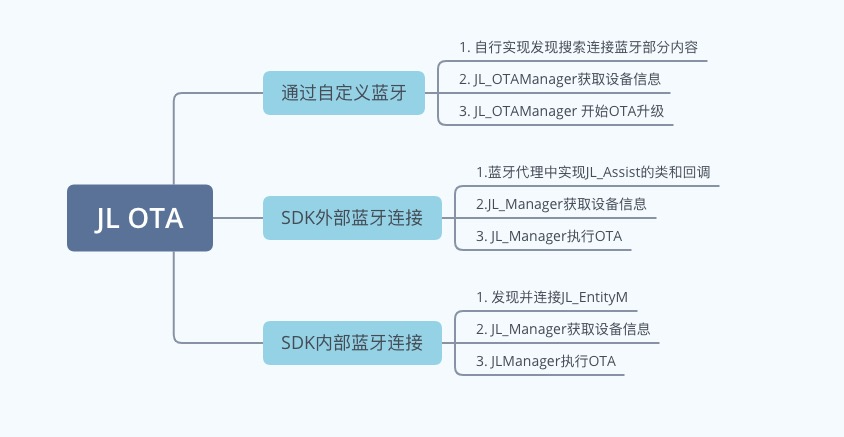 JL OTA
通过自定义蓝牙
1. 自行实现发现搜索连接蓝牙部分内容
2. JL_OTAManager获取设备信息
3. JL_OTAManager 开始OTA升级
SDK外部蓝牙连接
1.蓝牙代理中实现JL_Assist的类和回调
2.JL_Manager获取设备信息
3. JL_Manager执行OTA
SDK内部蓝牙连接
1. 发现并连接JL_EntityM
2. JL_Manager获取设备信息
3. JLManager执行OTA